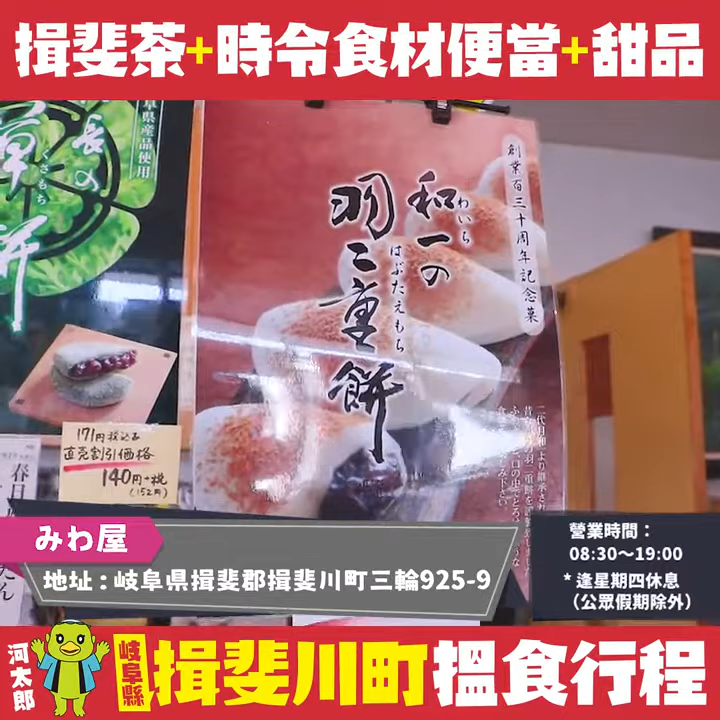 揖斐茶+時令食材便當+甜品
岐阜県産品使用
くさもち
創業百三十周年記念菓
和一の
わいち
羽二重餅
はぶたえもち
171円税込み
直売割引価格
140円+税
(152円)
みわ屋
地址：岐阜県揖斐郡揖斐川町三輪925-9
營業時間：
08:30～19:00
*逢星期四休息
（公眾假期除外）
河太郎
岐阜縣
揖斐川町搵食行程